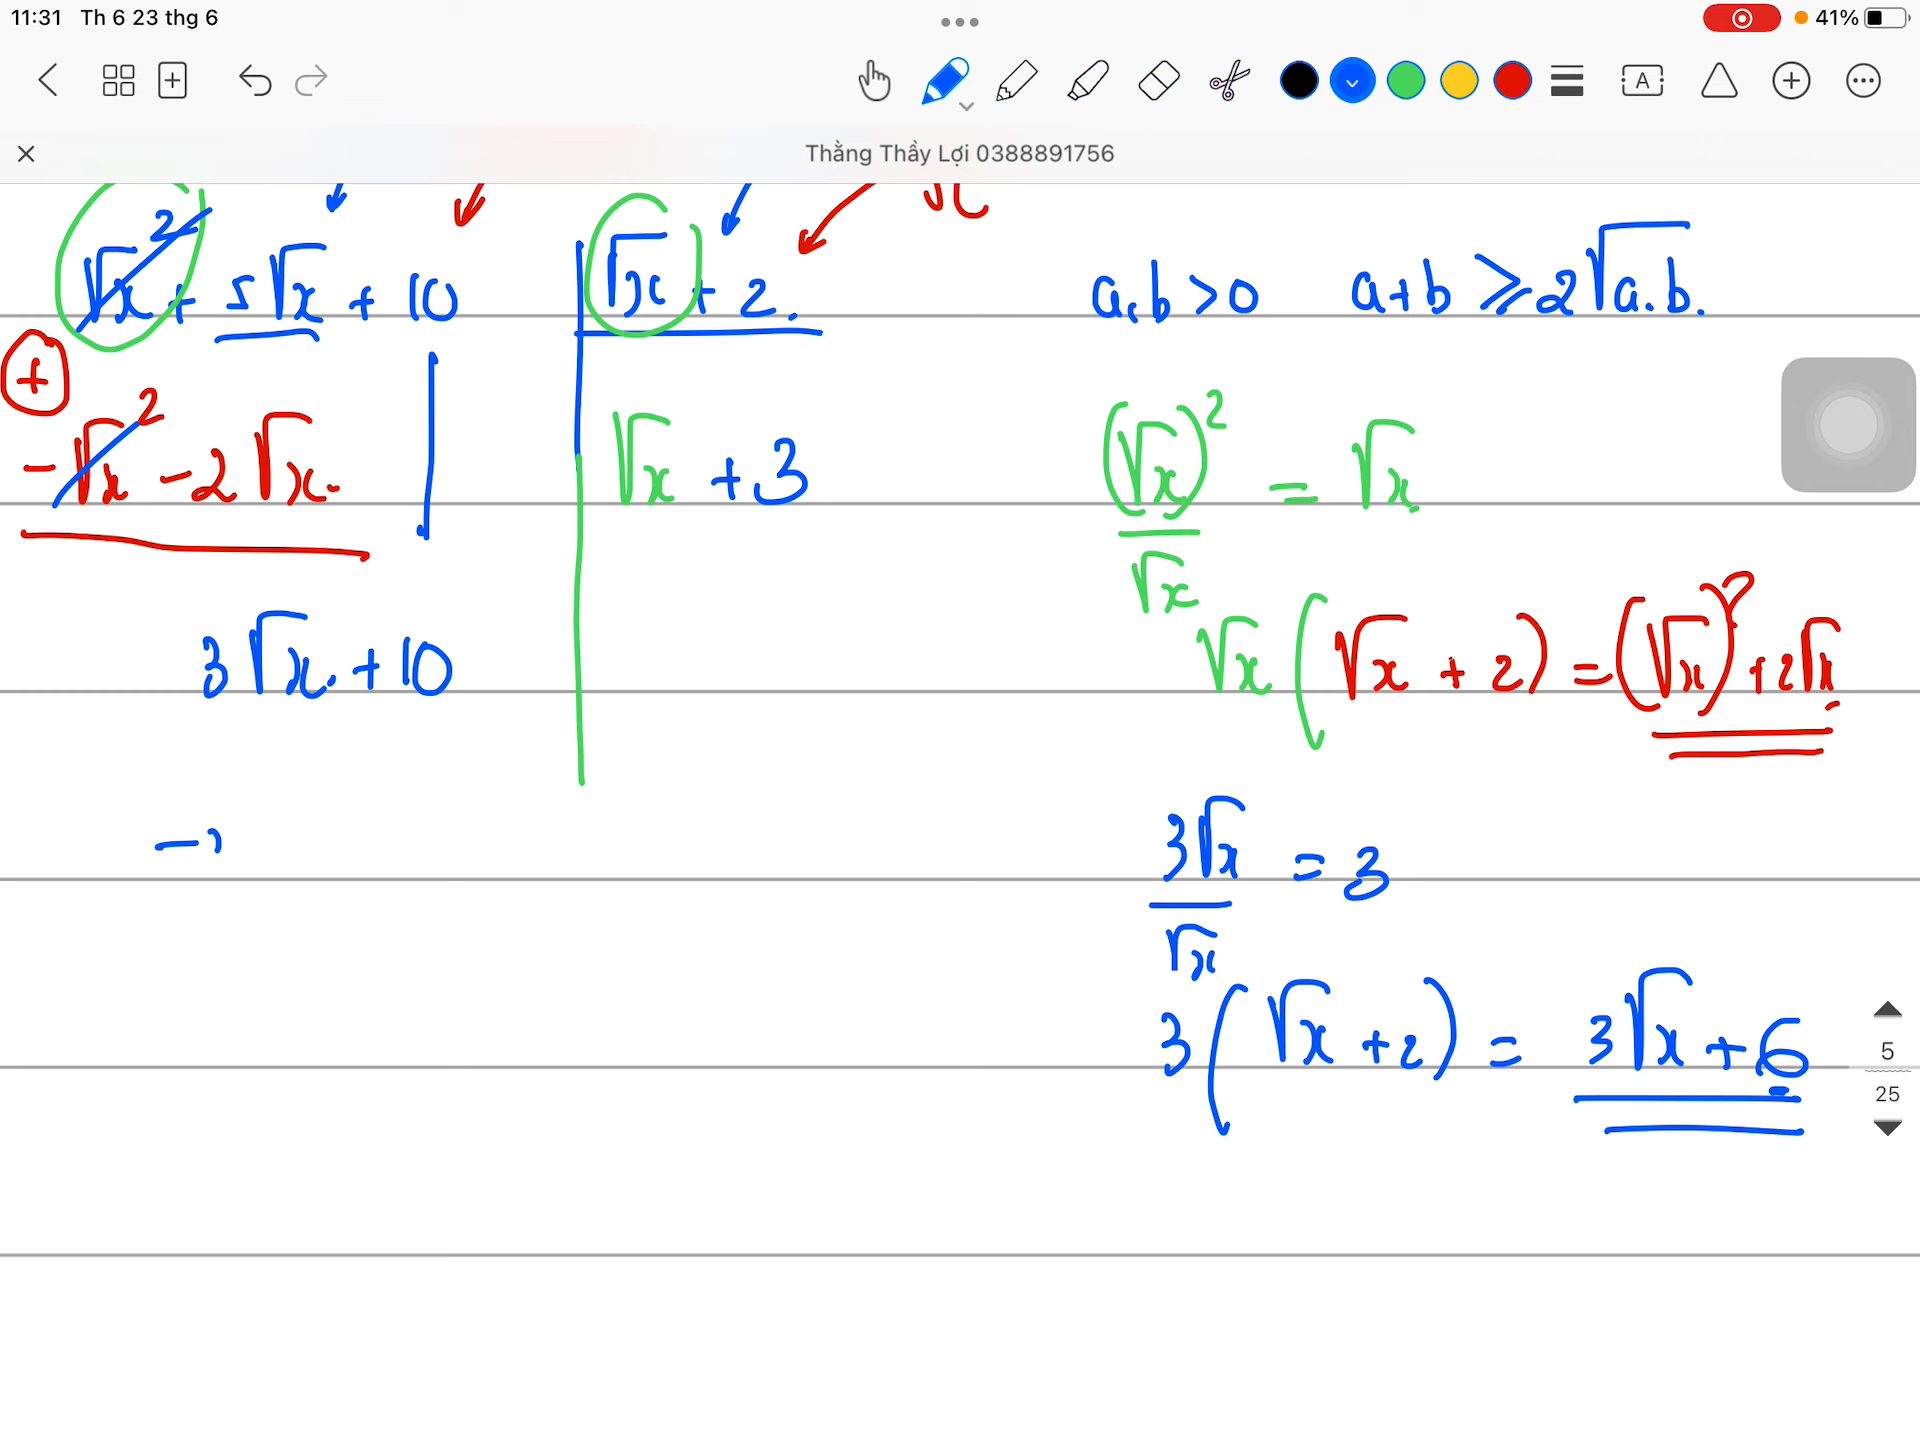 11:31 Th 6 23 thg 6
41%
A
Thằng Thầy Lợi 0388891756
√x² + 5√x + 10 | √x + 2.
a,b > 0 a+b ⩾ 2√a.b.
+
-√x² - 2√x.
√x + 3
(√x)²/√x = √x.
√x(√x + 2) = (√x)² + 2√x
3√x. + 10
3√x/√x = 3
3(√x + 2) = 3√x + 6
5
25